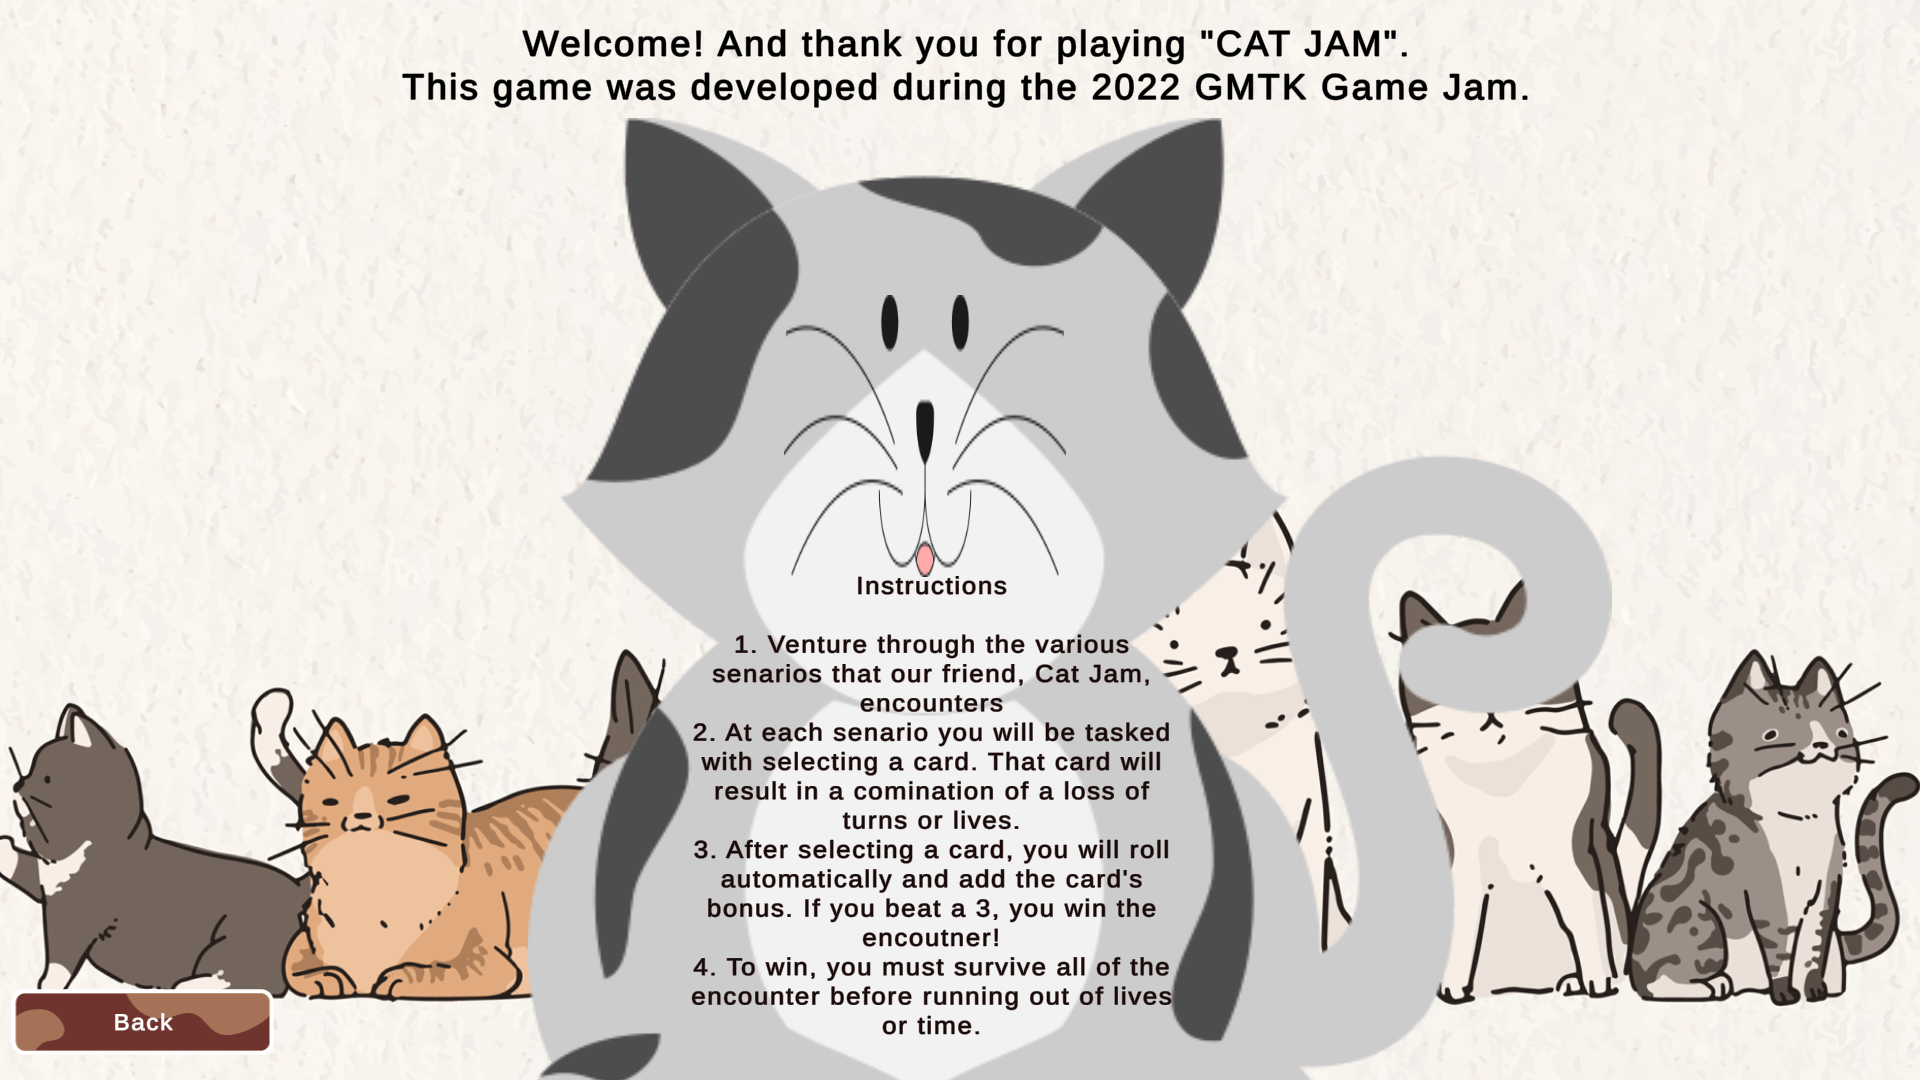 Welcome! And thank you for playing "CAT JAM".
This game was developed during the 2022 GMTK Game Jam.
Instructions
1. Venture through the various
senarios that our friend, Cat Jam,
encounters
2. At each senario you will be tasked
with selecting a card. That card will
result in a comination of a loss of
turns or lives.
3. After selecting a card, you will roll
automatically and add the card's
bonus. If you beat a 3, you win the
encoutner!
4. To win, you must survive all of the
encounter before running out of lives
or time.
Back